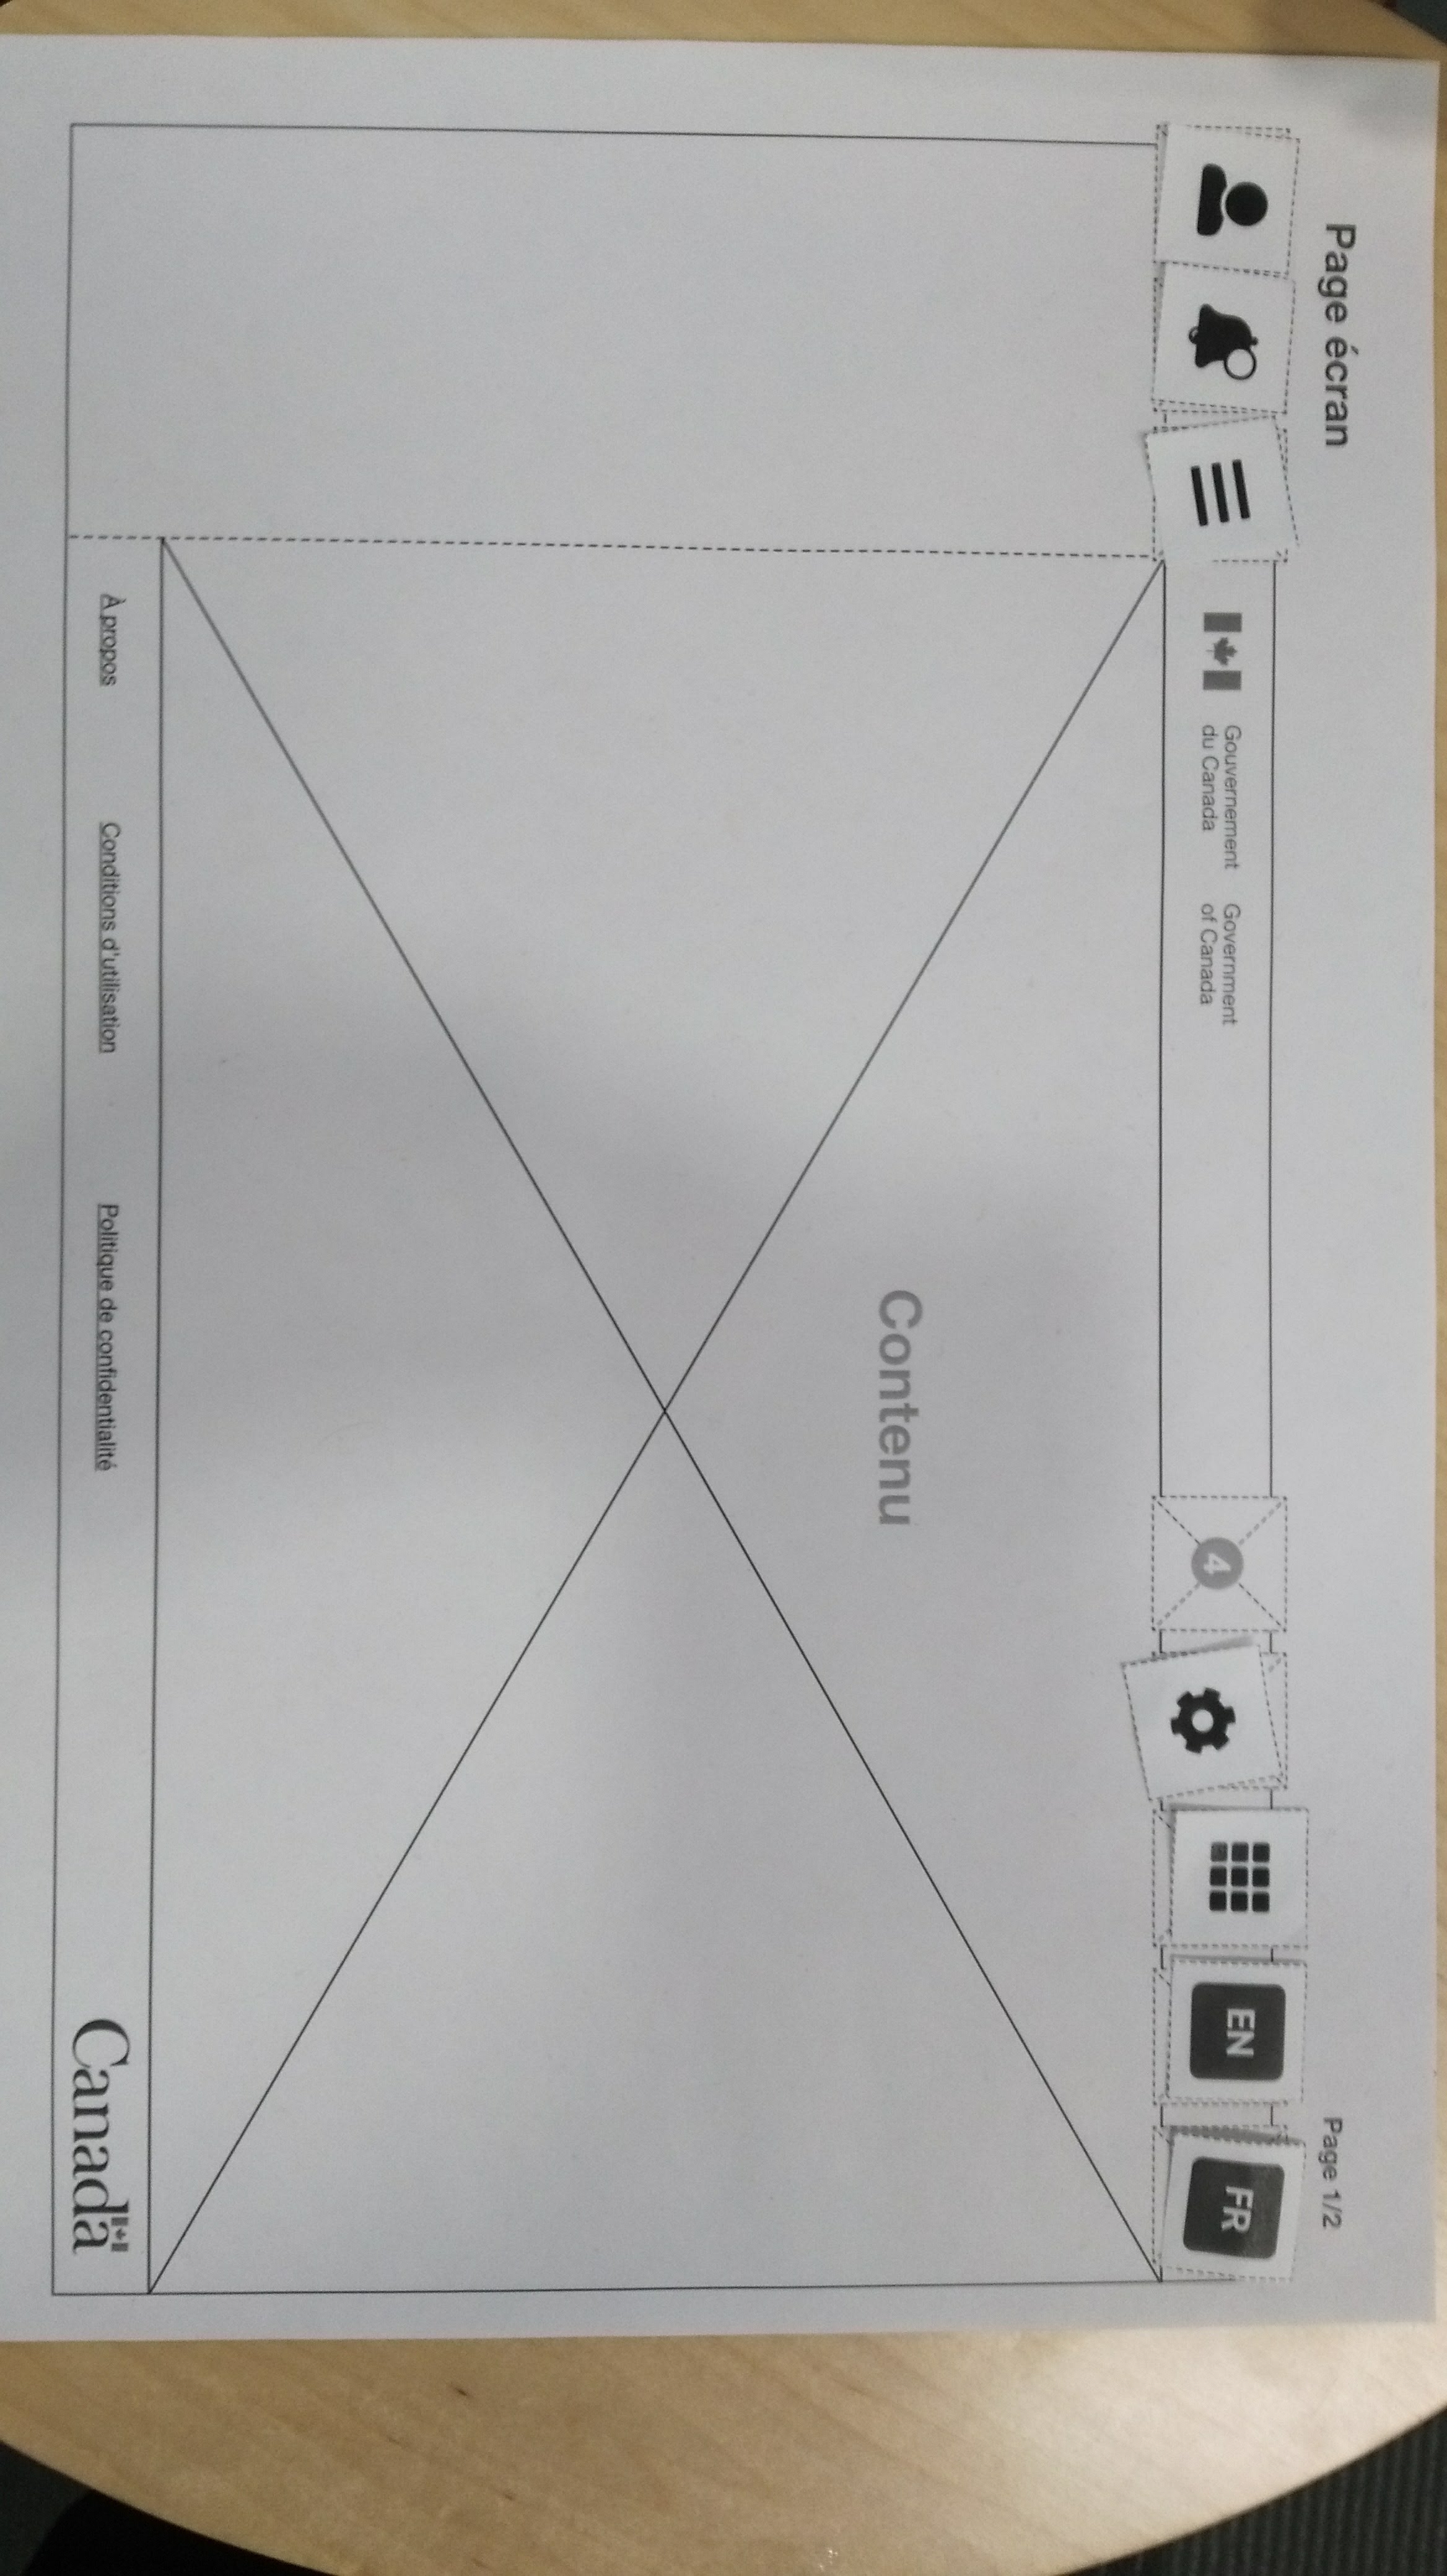 Page écran
Page 1/2
Gouvernement
du Canada
Government
of Canada
4
EN
FR
Contenu
À propos
Conditions d'utilisation
Politique de confidentialité
Canada